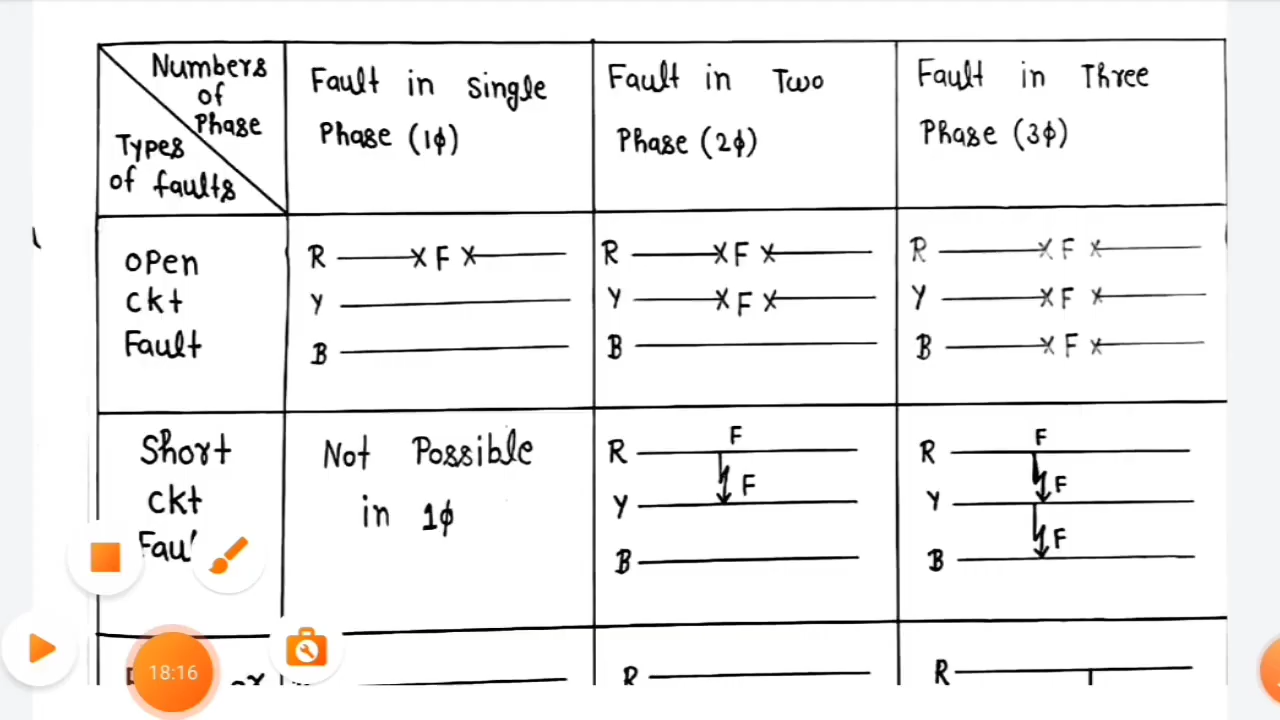 Numbers
of
Phase
Types
of faults
Fault in single
Phase (1ϕ)
Fault in Two
Phase (2ϕ)
Fault in Three
Phase (3ϕ)
open
ckt
Fault
R F
Y
B
R F
Y F
B
R F
Y F
B F
Short
ckt
Not Possible
in 1ϕ
F
R
F
Y
B
F
R
F
Y
F
B
R
R
18:16